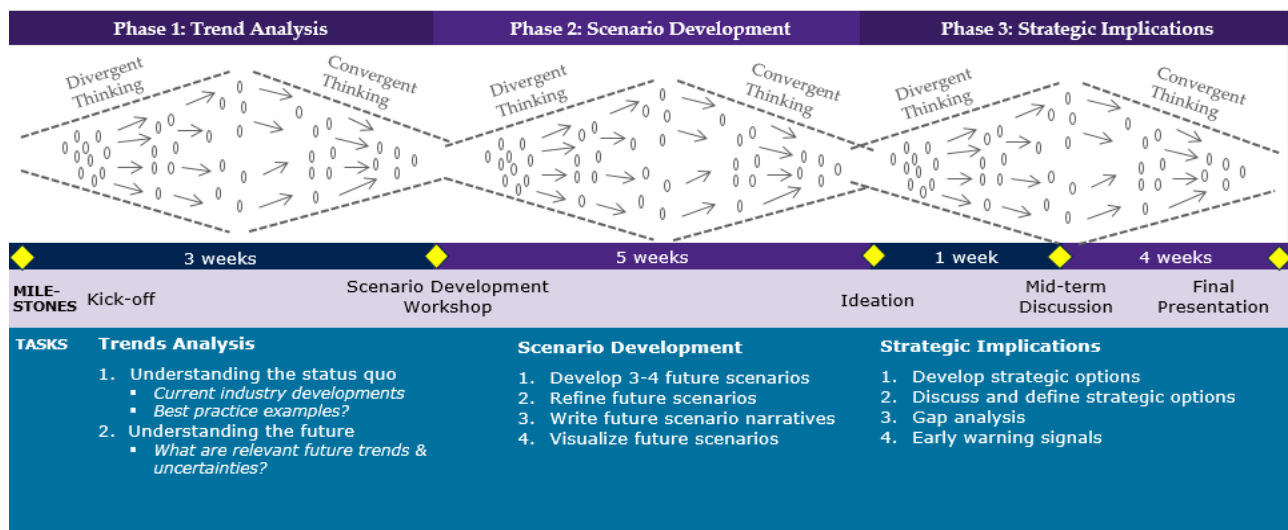 Phase 1: Trend Analysis
Phase 2: Scenario Development
Phase 3: Strategic Implications
Divergent
Thinking
Convergent
Thinking
Divergent
Thinking
Convergent
Thinking
Divergent
Thinking
Convergent
Thinking
3 weeks
5 weeks
1 week
4 weeks
MILE-
STONES
Kick-off
Scenario Development
Workshop
Ideation
Mid-term
Discussion
Final
Presentation
TASKS
Trends Analysis
1. Understanding the status quo
▪ Current industry developments
▪ Best practice examples?
2. Understanding the future
▪ What are relevant future trends &
uncertainties?
Scenario Development
1. Develop 3-4 future scenarios
2. Refine future scenarios
3. Write future scenario narratives
4. Visualize future scenarios
Strategic Implications
1. Develop strategic options
2. Discuss and define strategic options
3. Gap analysis
4. Early warning signals